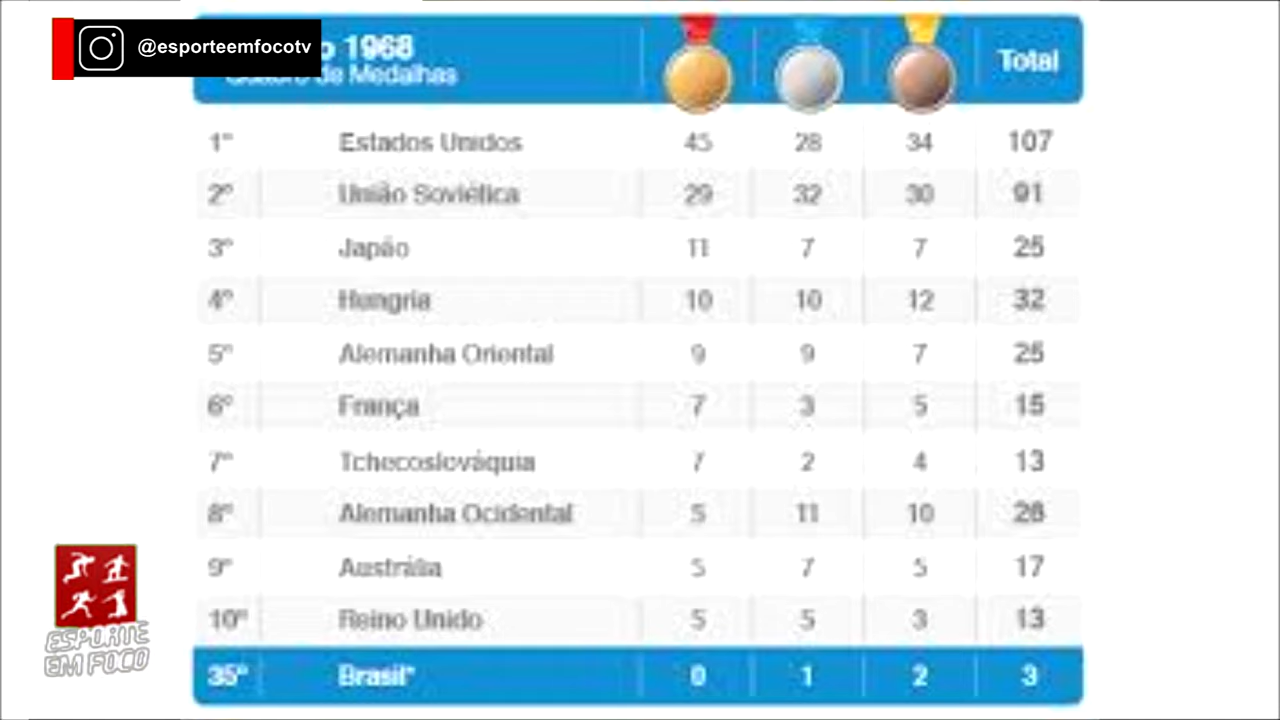 @esporteemfocotv
o 1968
de Medalhas
Total
1º Estados Unidos 45 28 34 107
2º União Soviética 29 32 30 91
3º Japão 11 7 7 25
4º Hungria 10 10 12 32
5º Alemanha Oriental 9 9 7 25
6º França 7 3 5 15
7º Tchecoslováquia 7 2 4 13
8º Alemanha Ocidental 5 11 10 26
9º Austrália 5 7 5 17
10º Reino Unido 5 5 3 13
35º Brasil* 0 1 2 3
ESPORTE
EM FOCO